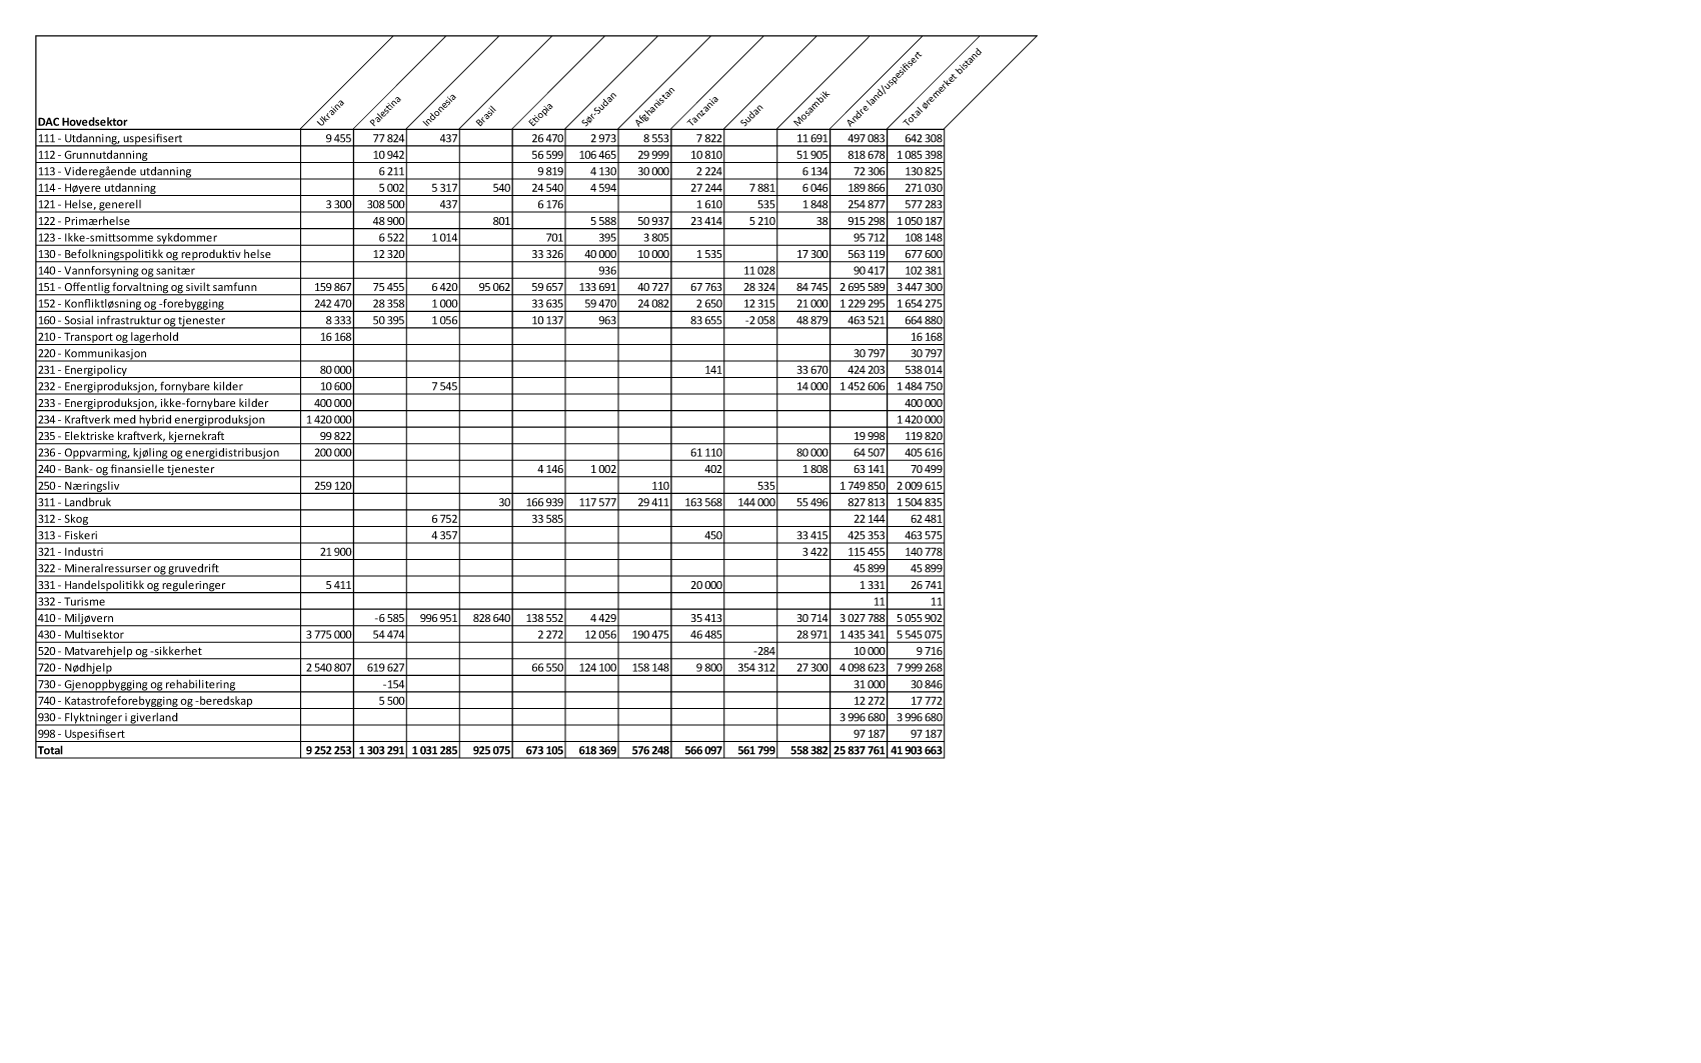 Ukraina Palestina Indonesia Brasil Etiopia Sør-Sudan Afghanistan Tanzania Sudan Mosambik Andre land/uspesifisert Total øremerket bistand
DAC Hovedsektor
111 - Utdanning, uspesifisert 9 455 77 824 437 26 470 2 973 8 553 7 822 11 691 497 083 642 308
112 - Grunnutdanning 10 942 56 599 106 465 29 999 10 810 51 905 818 678 1 085 398
113 - Videregående utdanning 6 211 9 819 4 130 30 000 2 224 6 134 72 306 130 825
114 - Høyere utdanning 5 002 5 317 540 24 540 4 594 27 244 7 881 6 046 189 866 271 030
121 - Helse, generell 3 300 308 500 437 6 176 1 610 535 1 848 254 877 577 283
122 - Primærhelse 48 900 801 5 588 50 937 23 414 5 210 38 915 298 1 050 187
123 - Ikke-smittsomme sykdommer 6 522 1 014 701 395 3 805 95 712 108 148
130 - Befolkningspolitikk og reproduktiv helse 12 320 33 326 40 000 10 000 1 535 17 300 563 119 677 600
140 - Vannforsyning og sanitær 936 11 028 90 417 102 381
151 - Offentlig forvaltning og sivilt samfunn 159 867 75 455 6 420 95 062 59 657 133 691 40 727 67 763 28 324 84 745 2 695 589 3 447 300
152 - Konfliktløsning og -forebygging 242 470 28 358 1 000 33 635 59 470 24 082 2 650 12 315 21 000 1 229 295 1 654 275
160 - Sosial infrastruktur og tjenester 8 333 50 395 1 056 10 137 963 83 655 -2 058 48 879 463 521 664 880
210 - Transport og lagerhold 16 168 16 168
220 - Kommunikasjon 30 797 30 797
231 - Energipolicy 80 000 141 33 670 424 203 538 014
232 - Energiproduksjon, fornybare kilder 10 600 7 545 14 000 1 452 606 1 484 750
233 - Energiproduksjon, ikke-fornybare kilder 400 000 400 000
234 - Kraftverk med hybrid energiproduksjon 1 420 000 1 420 000
235 - Elektriske kraftverk, kjernekraft 99 822 19 998 119 820
236 - Oppvarming, kjøling og energidistribusjon 200 000 61 110 80 000 64 507 405 616
240 - Bank- og finansielle tjenester 4 146 1 002 402 1 808 63 141 70 499
250 - Næringsliv 259 120 110 535 1 749 850 2 009 615
311 - Landbruk 30 166 939 117 577 29 411 163 568 144 000 55 496 827 813 1 504 835
312 - Skog 6 752 33 585 22 144 62 481
313 - Fiskeri 4 357 450 33 415 425 353 463 575
321 - Industri 21 900 3 422 115 455 140 778
322 - Mineralressurser og gruvedrift 45 899 45 899
331 - Handelspolitikk og reguleringer 5 411 20 000 1 331 26 741
332 - Turisme 11 11
410 - Miljøvern -6 585 996 951 828 640 138 552 4 429 35 413 30 714 3 027 788 5 055 902
430 - Multisektor 3 775 000 54 474 2 272 12 056 190 475 46 485 28 971 1 435 341 5 545 075
520 - Matvarehjelp og -sikkerhet -284 10 000 9 716
720 - Nødhjelp 2 540 807 619 627 66 550 124 100 158 148 9 800 354 312 27 300 4 098 623 7 999 268
730 - Gjenoppbygging og rehabilitering -154 31 000 30 846
740 - Katastrofeforebygging og -beredskap 5 500 12 272 17 772
930 - Flyktninger i giverland 3 996 680 3 996 680
998 - Uspesifisert 97 187 97 187
Total 9 252 253 1 303 291 1 031 285 925 075 673 105 618 369 576 248 566 097 561 799 558 382 25 837 761 41 903 663